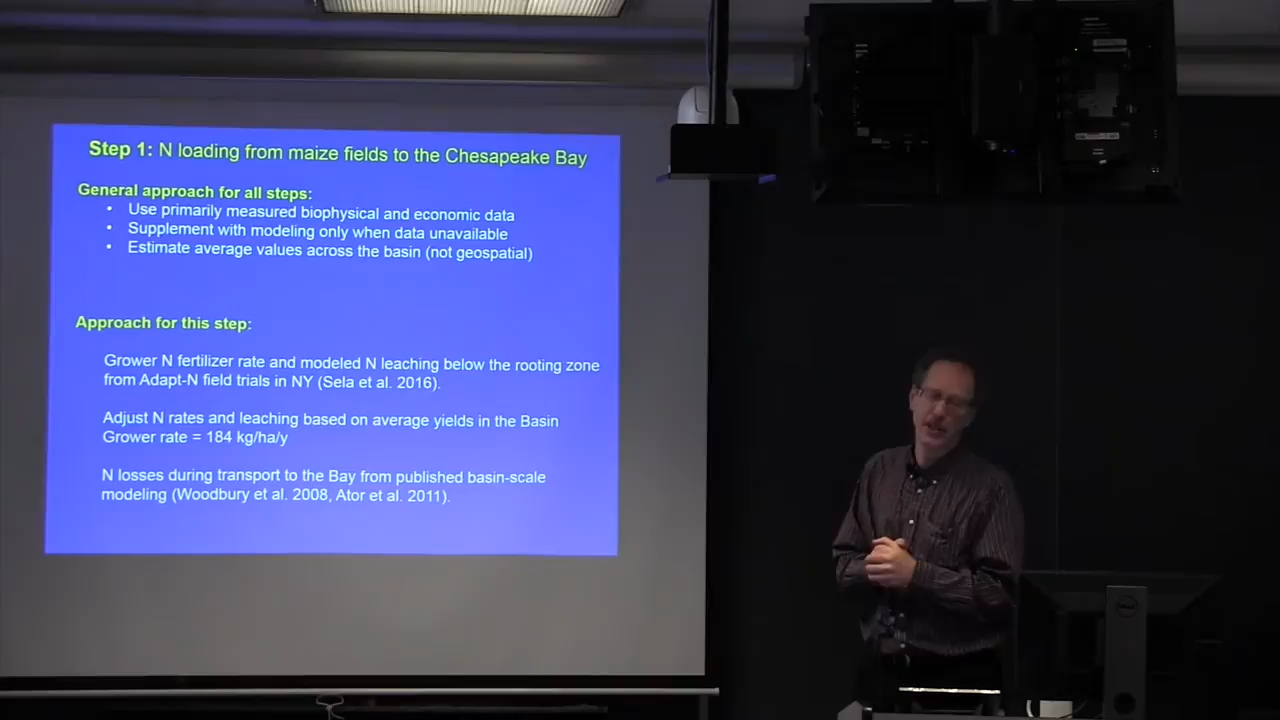 Step 1: N loading from maize fields to the Chesapeake Bay
General approach for all steps:
• Use primarily measured biophysical and economic data
• Supplement with modeling only when data unavailable
• Estimate average values across the basin (not geospatial)
Approach for this step:
Grower N fertilizer rate and modeled N leaching below the rooting zone
from Adapt-N field trials in NY (Sela et al. 2016).
Adjust N rates and leaching based on average yields in the Basin
Grower rate = 184 kg/ha/y
N losses during transport to the Bay from published basin-scale
modeling (Woodbury et al. 2008, Ator et al. 2011).
DELL